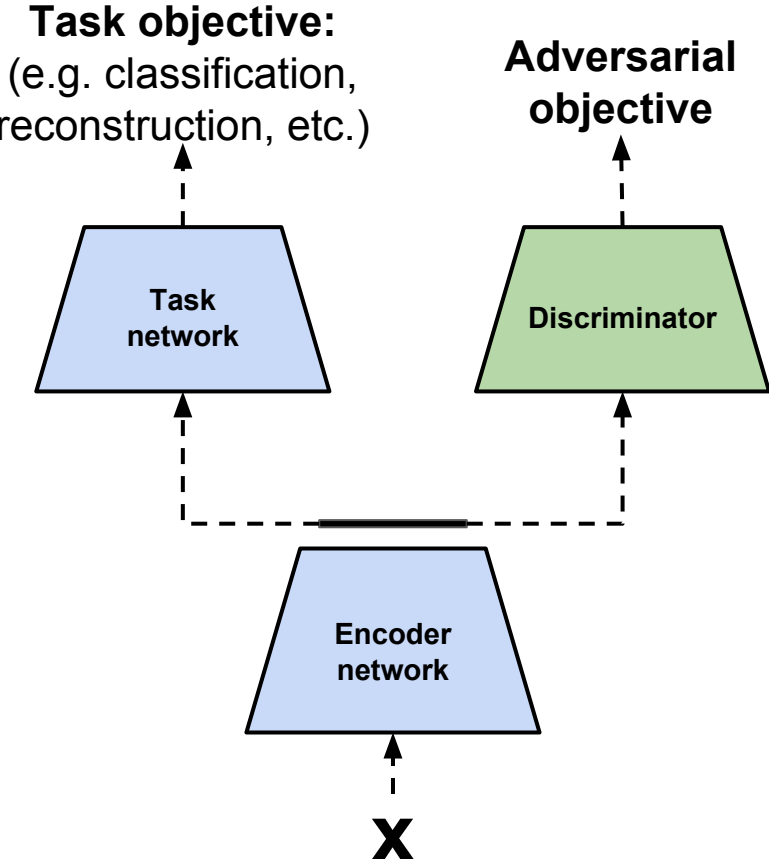 Task objective:
(e.g. classification,
reconstruction, etc.)
Adversarial
objective
Task
network
Discriminator
Encoder
network
x